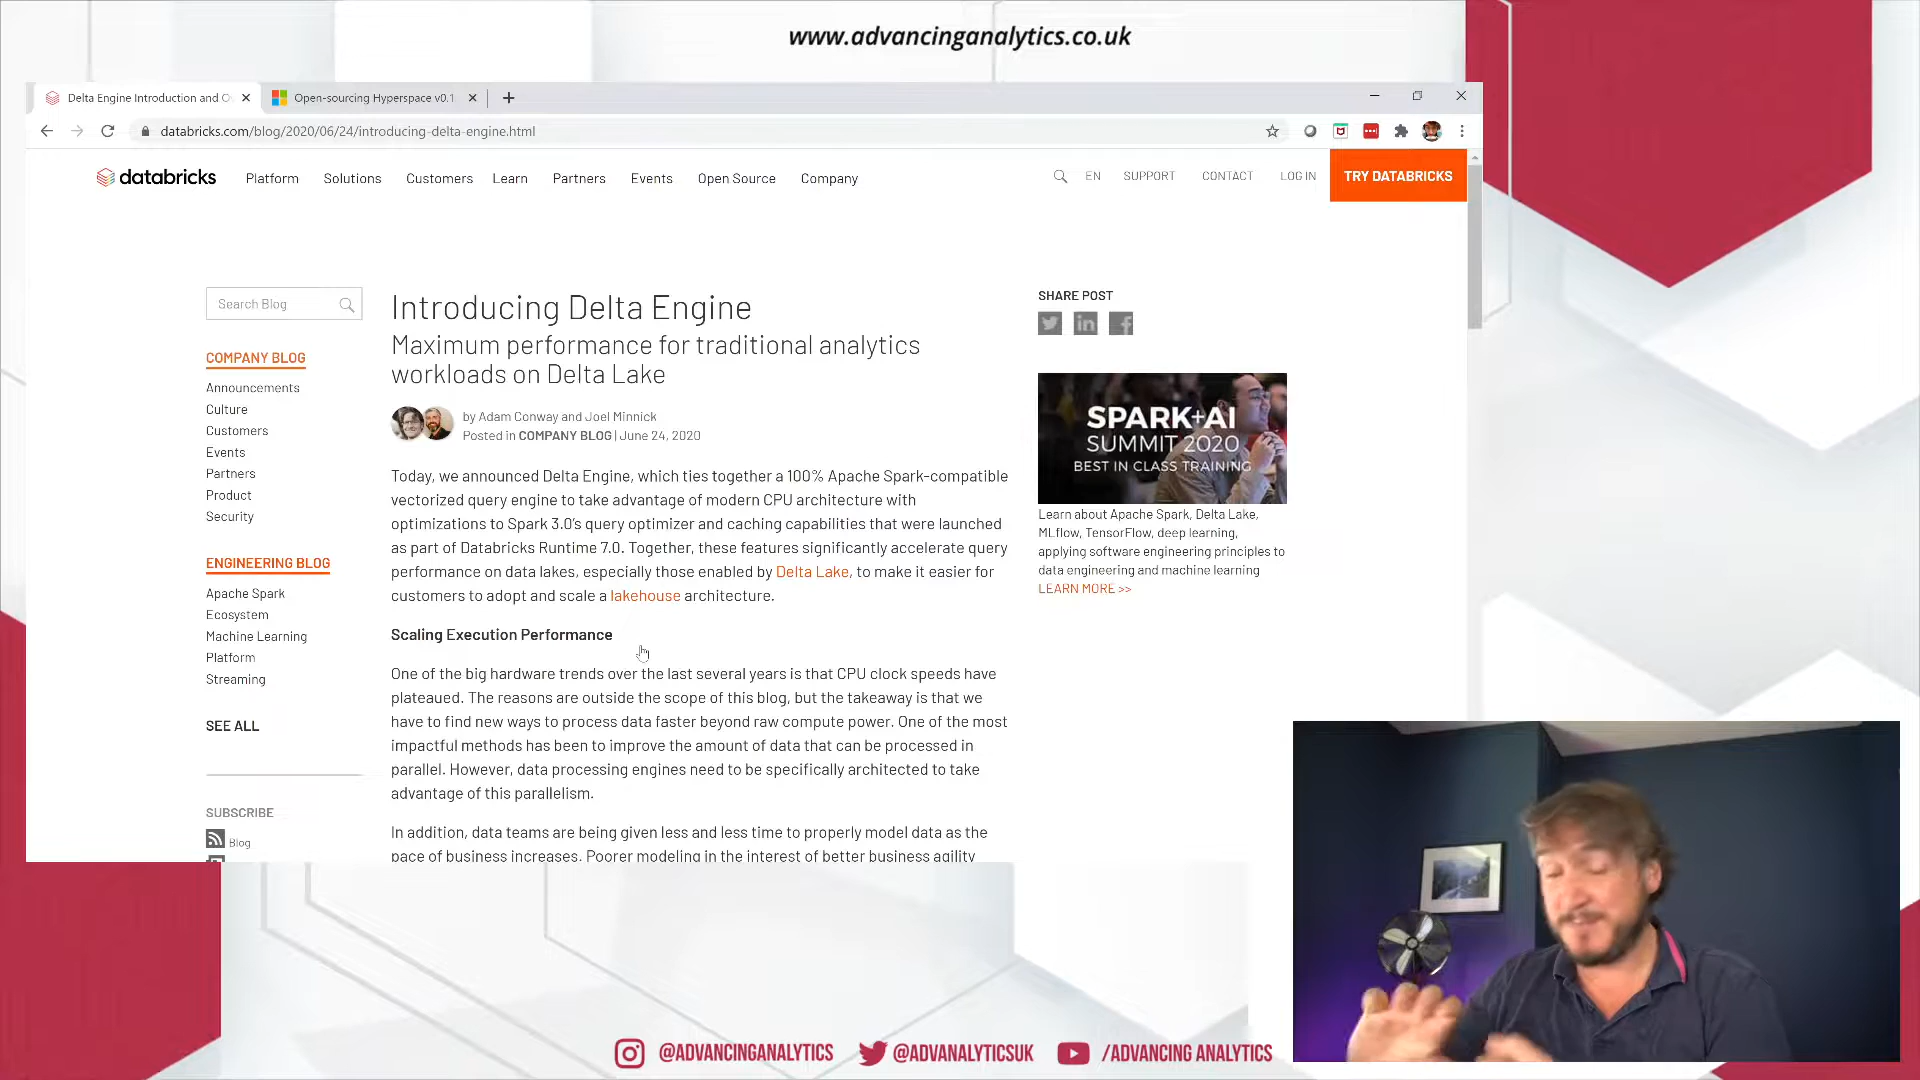 www.advancinganalytics.co.uk
Delta Engine Introduction and O
Open-sourcing Hyperspace v0.1
databricks.com/blog/2020/06/24/introducing-delta-engine.html
databricks
Platform
Solutions
Customers
Learn
Partners
Events
Open Source
Company
EN
SUPPORT
CONTACT
LOG IN
TRY DATABRICKS
Search Blog
COMPANY BLOG
Announcements
Culture
Customers
Events
Partners
Product
Security
ENGINEERING BLOG
Apache Spark
Ecosystem
Machine Learning
Platform
Streaming
SEE ALL
SUBSCRIBE
Blog
Introducing Delta Engine
Maximum performance for traditional analytics
workloads on Delta Lake
by Adam Conway and Joel Minnick
Posted in COMPANY BLOG | June 24, 2020
Today, we announced Delta Engine, which ties together a 100% Apache Spark-compatible
vectorized query engine to take advantage of modern CPU architecture with
optimizations to Spark 3.0's query optimizer and caching capabilities that were launched
as part of Databricks Runtime 7.0. Together, these features significantly accelerate query
performance on data lakes, especially those enabled by Delta Lake, to make it easier for
customers to adopt and scale a lakehouse architecture.
Scaling Execution Performance
One of the big hardware trends over the last several years is that CPU clock speeds have
plateaued. The reasons are outside the scope of this blog, but the takeaway is that we
have to find new ways to process data faster beyond raw compute power. One of the most
impactful methods has been to improve the amount of data that can be processed in
parallel. However, data processing engines need to be specifically architected to take
advantage of this parallelism.
In addition, data teams are being given less and less time to properly model data as the
pace of business increases. Poorer modeling in the interest of better business agility
SHARE POST
SPARK+AI
SUMMIT 2020
BEST IN CLASS TRAINING
Learn about Apache Spark, Delta Lake,
MLflow, TensorFlow, deep learning,
applying software engineering principles to
data engineering and machine learning
LEARN MORE >>
@ADVANCINGANALYTICS
@ADVANALYTICSUK
/ADVANCING ANALYTICS